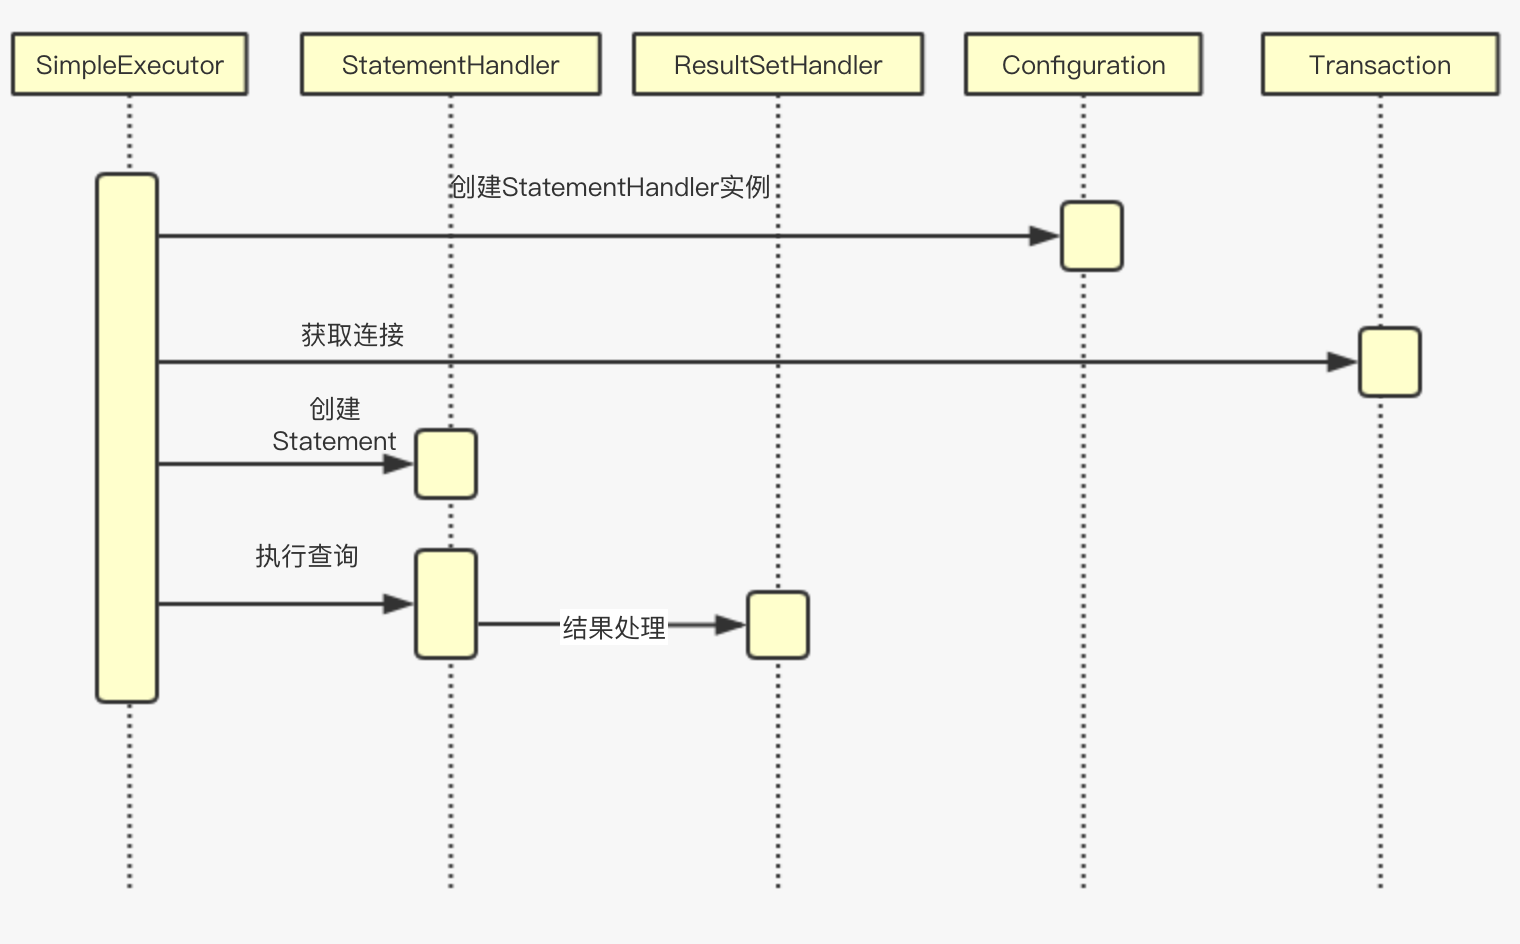 SimpleExecutor
StatementHandler
ResultSetHandler
Configuration
Transaction
创建StatementHandler实例
获取连接
创建
Statement
执行查询
结果处理